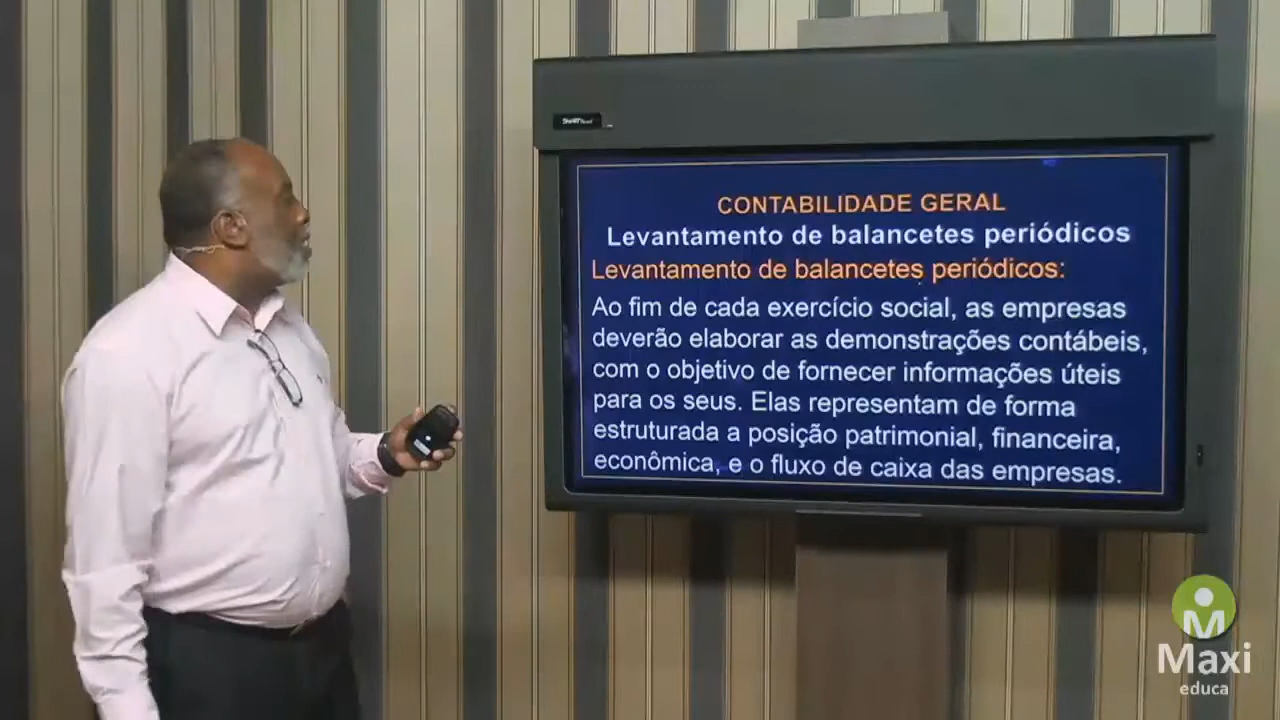 CONTABILIDADE GERAL
Levantamento de balancetes periódicos
Levantamento de balancetes periódicos:
Ao fim de cada exercício social, as empresas
deverão elaborar as demonstrações contábeis,
com o objetivo de fornecer informações úteis
para os seus. Elas representam de forma
estruturada a posição patrimonial, financeira,
econômica, e o fluxo de caixa das empresas.
M
Maxi
educa